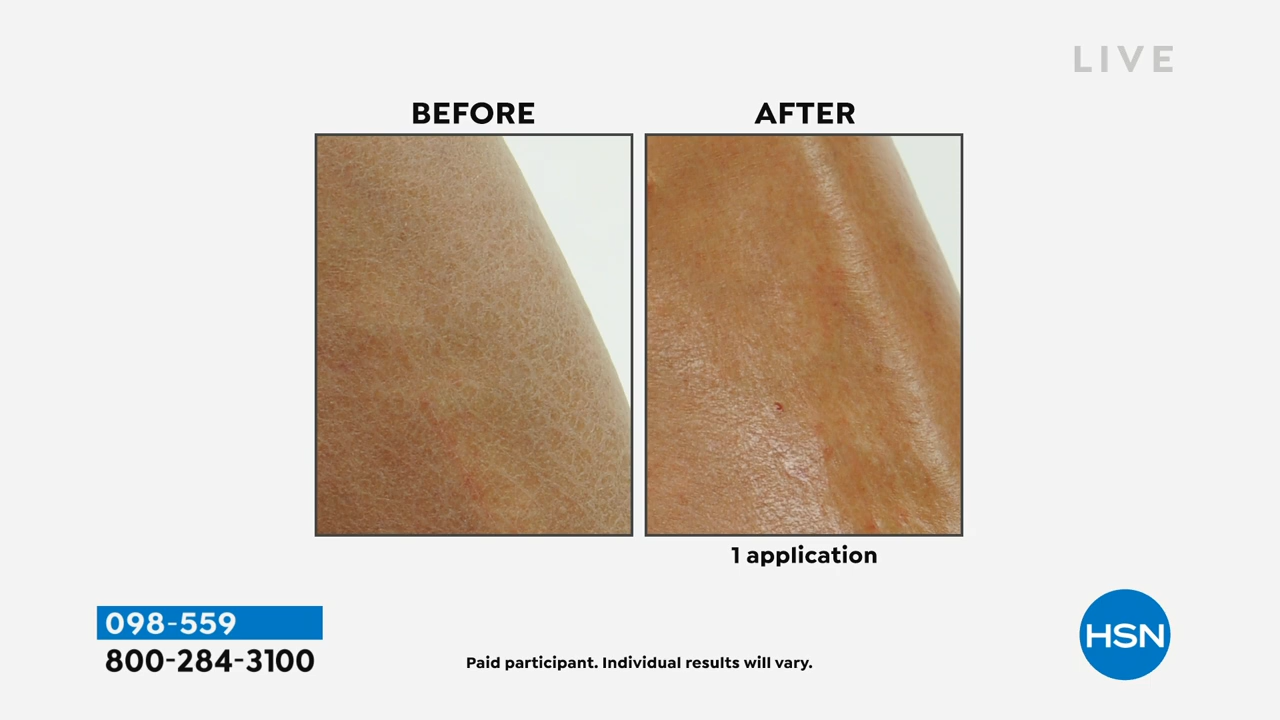 LIVE
BEFORE
AFTER
1 application
098-559
800-284-3100
Paid participant. Individual results will vary.
HSN